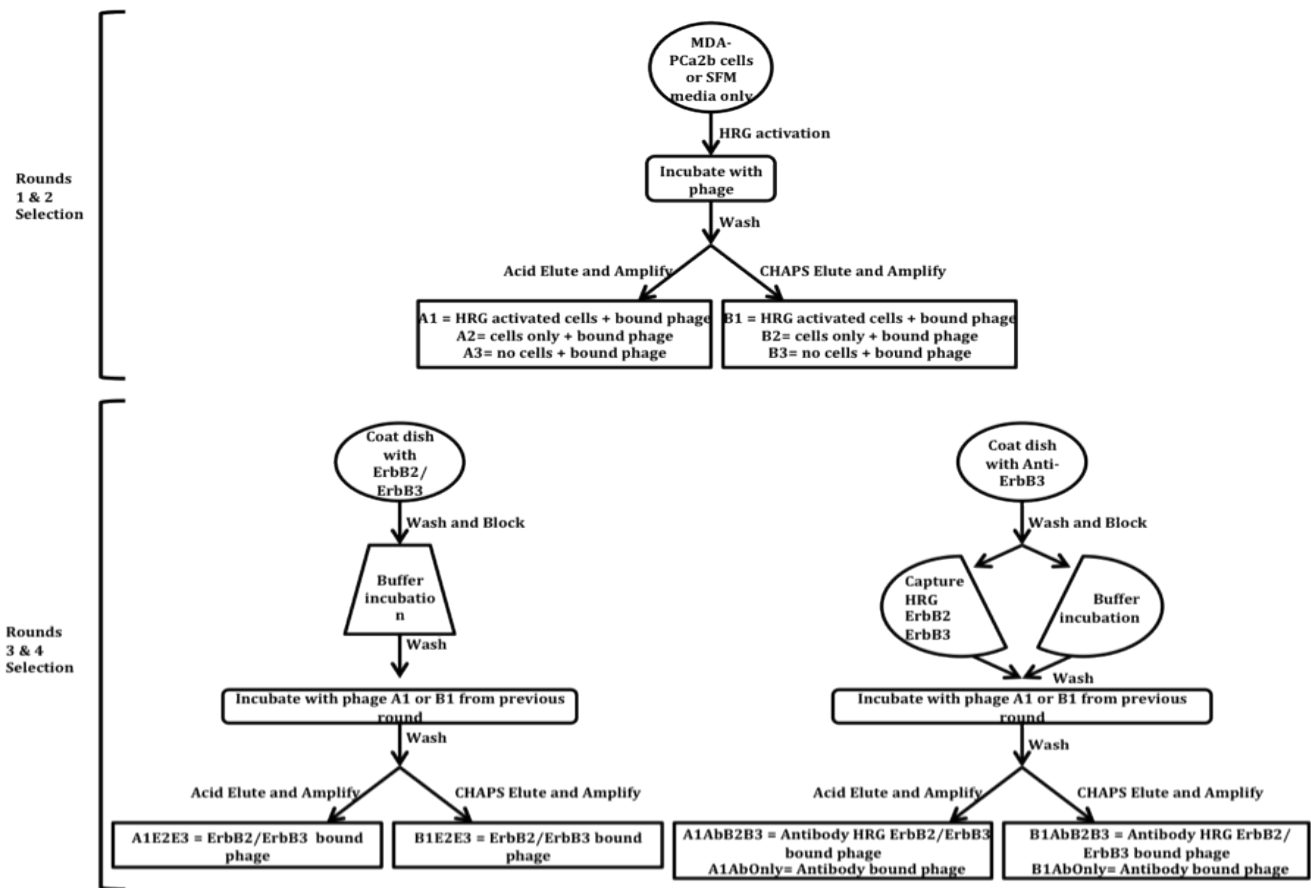 MDA-
PCa2b cells
or SFM
media only
HRG activation
Incubate with
phage
Rounds
1 & 2
Selection
Wash
Acid Elute and Amplify
CHAPS Elute and Amplify
A1 = HRG activated cells + bound phage
A2= cells only + bound phage
A3= no cells + bound phage
B1 = HRG activated cells + bound phage
B2= cells only + bound phage
B3= no cells + bound phage
Rounds
3 & 4
Selection
Coat dish
with
ErbB2/
ErbB3
Wash and Block
Buffer
incubatio
n
Wash
Incubate with phage A1 or B1 from previous
round
Wash
Acid Elute and Amplify
CHAPS Elute and Amplify
A1E2E3 = ErbB2/ErbB3 bound
phage
B1E2E3 = ErbB2/ErbB3 bound
phage
Coat dish
with Anti-
ErbB3
Wash and Block
Capture
HRG
ErbB2
ErbB3
Buffer
incubation
Wash
Incubate with phage A1 or B1 from previous
round
Wash
Acid Elute and Amplify
CHAPS Elute and Amplify
A1AbB2B3 = Antibody HRG ErbB2/ErbB3
bound phage
A1AbOnly= Antibody bound phage
B1AbB2B3 = Antibody HRG ErbB2/
ErbB3 bound phage
B1AbOnly= Antibody bound phage